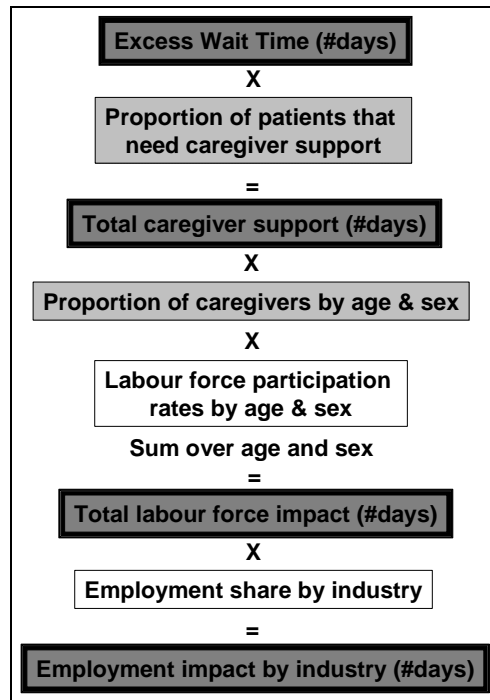 Excess Wait Time (#days)
X
Proportion of patients that
need caregiver support
=
Total caregiver support (#days)
X
Proportion of caregivers by age & sex
X
Labour force participation
rates by age & sex
Sum over age and sex
=
Total labour force impact (#days)
X
Employment share by industry
=
Employment impact by industry (#days)